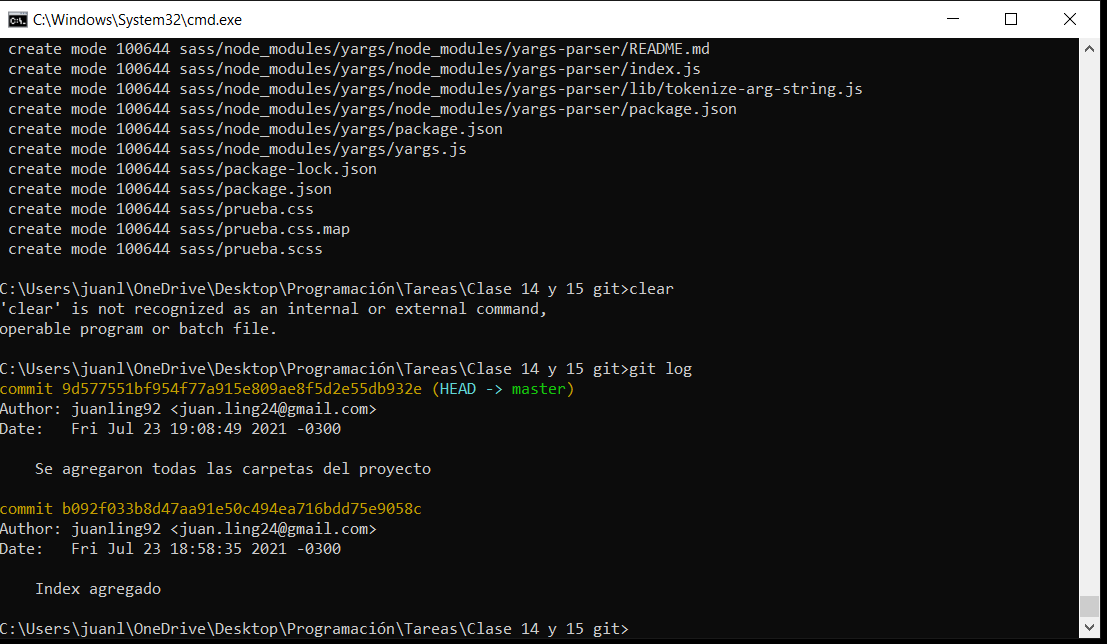 C:\Windows\System32\cmd.exe
create mode 100644 sass/node_modules/yargs/node_modules/yargs-parser/README.md
create mode 100644 sass/node_modules/yargs/node_modules/yargs-parser/index.js
create mode 100644 sass/node_modules/yargs/node_modules/yargs-parser/lib/tokenize-arg-string.js
create mode 100644 sass/node_modules/yargs/node_modules/yargs-parser/package.json
create mode 100644 sass/node_modules/yargs/package.json
create mode 100644 sass/node_modules/yargs/yargs.js
create mode 100644 sass/package-lock.json
create mode 100644 sass/package.json
create mode 100644 sass/prueba.css
create mode 100644 sass/prueba.css.map
create mode 100644 sass/prueba.scss
C:\Users\juanl\OneDrive\Desktop\Programación\Tareas\Clase 14 y 15 git>clear
'clear' is not recognized as an internal or external command,
operable program or batch file.
C:\Users\juanl\OneDrive\Desktop\Programación\Tareas\Clase 14 y 15 git>git log
commit 9d577551bf954f77a915e809ae8f5d2e55db932e (HEAD -> master)
Author: juanling92 <juan.ling24@gmail.com>
Date:   Fri Jul 23 19:08:49 2021 -0300
Se agregaron todas las carpetas del proyecto
commit b092f033b8d47aa91e50c494ea716bdd75e9058c
Author: juanling92 <juan.ling24@gmail.com>
Date:   Fri Jul 23 18:58:35 2021 -0300
Index agregado
C:\Users\juanl\OneDrive\Desktop\Programación\Tareas\Clase 14 y 15 git>